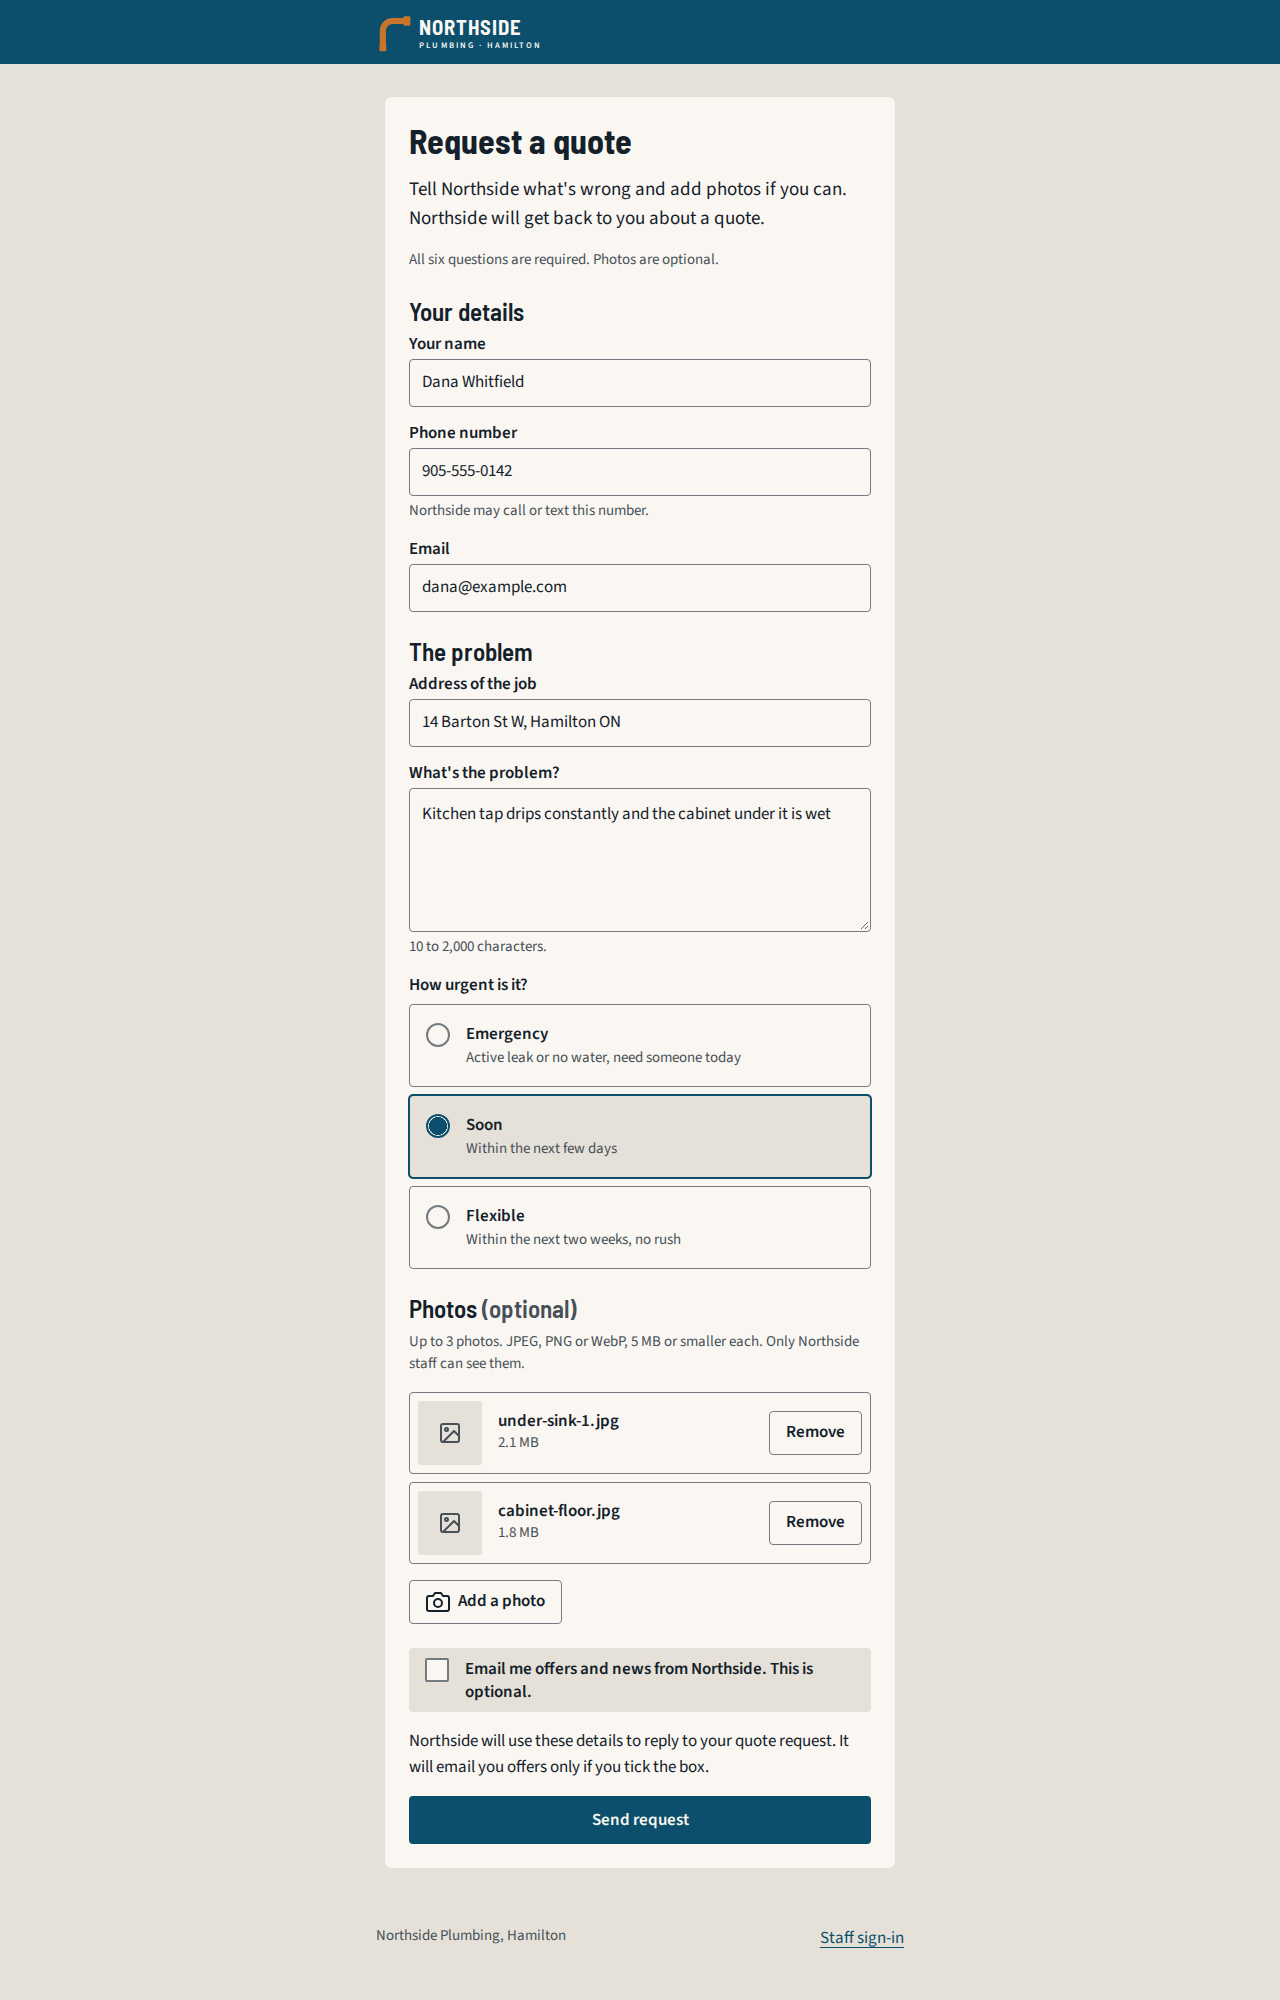 NORTHSIDE
PLUMBING · HAMILTON
Request a quote
Tell Northside what's wrong and add photos if you can.
Northside will get back to you about a quote.
All six questions are required. Photos are optional.
Your details
Your name
Dana Whitfield
Phone number
905-555-0142
Northside may call or text this number.
Email
dana@example.com
The problem
Address of the job
14 Barton St W, Hamilton ON
What's the problem?
Kitchen tap drips constantly and the cabinet under it is wet
10 to 2,000 characters.
How urgent is it?
Emergency
Active leak or no water, need someone today
Soon
Within the next few days
Flexible
Within the next two weeks, no rush
Photos (optional)
Up to 3 photos. JPEG, PNG or WebP, 5 MB or smaller each. Only Northside
staff can see them.
under-sink-1.jpg
2.1 MB
Remove
cabinet-floor.jpg
1.8 MB
Remove
Add a photo
Email me offers and news from Northside. This is
optional.
Northside will use these details to reply to your quote request. It
will email you offers only if you tick the box.
Send request
Northside Plumbing, Hamilton
Staff sign-in